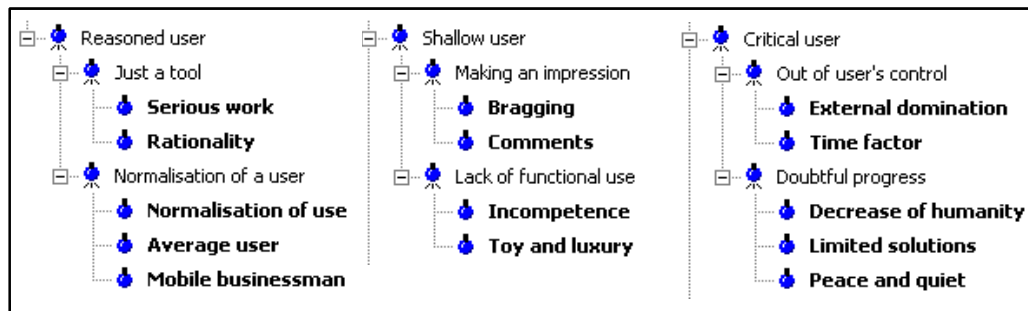 Reasoned user
Just a tool
Serious work
Rationality
Normalisation of a user
Normalisation of use
Average user
Mobile businessman
Shallow user
Making an impression
Bragging
Comments
Lack of functional use
Incompetence
Toy and luxury
Critical user
Out of user's control
External domination
Time factor
Doubtful progress
Decrease of humanity
Limited solutions
Peace and quiet